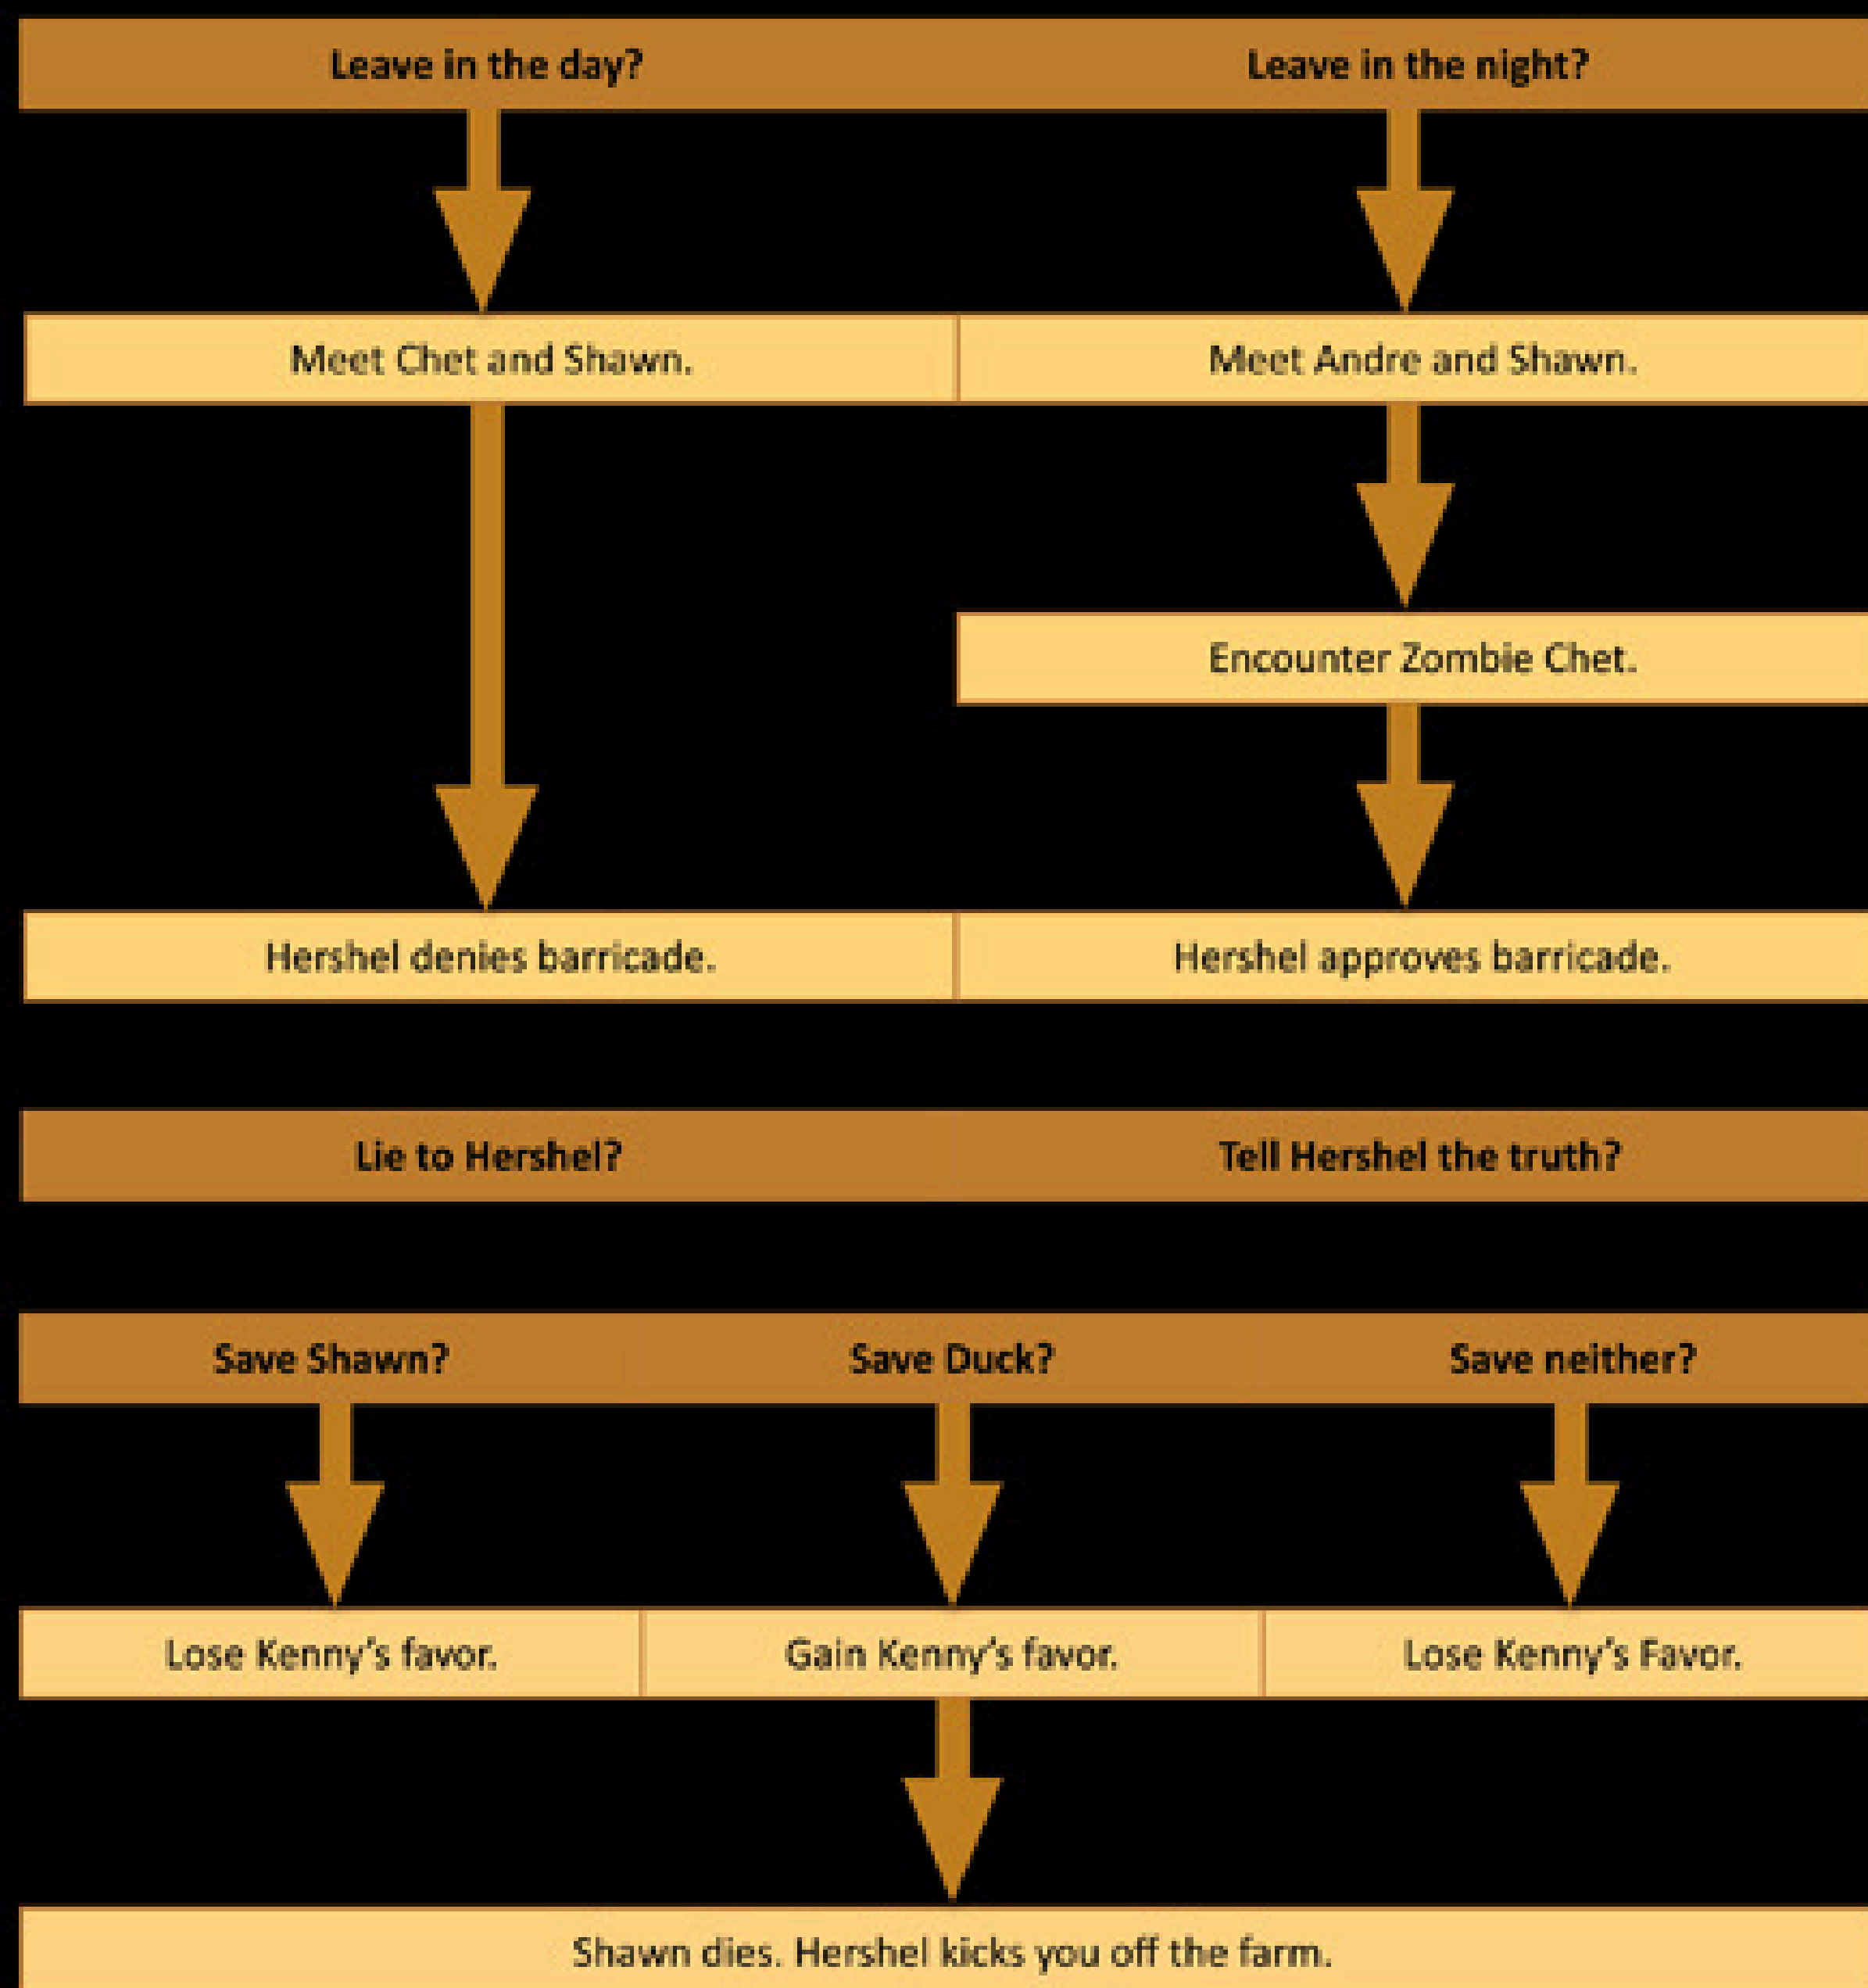 Leave in the day? Leave in the night?
Meet Chet and Shawn. Meet Andre and Shawn.
Encounter Zombie Chet.
Hershel denies barricade. Hershel approves barricade.
Lie to Hershel? Tell Hershel the truth?
Save Shawn? Save Duck? Save neither?
Lose Kenny’s favor. Gain Kenny’s favor. Lose Kenny’s Favor.
Shawn dies. Hershel kicks you off the farm.